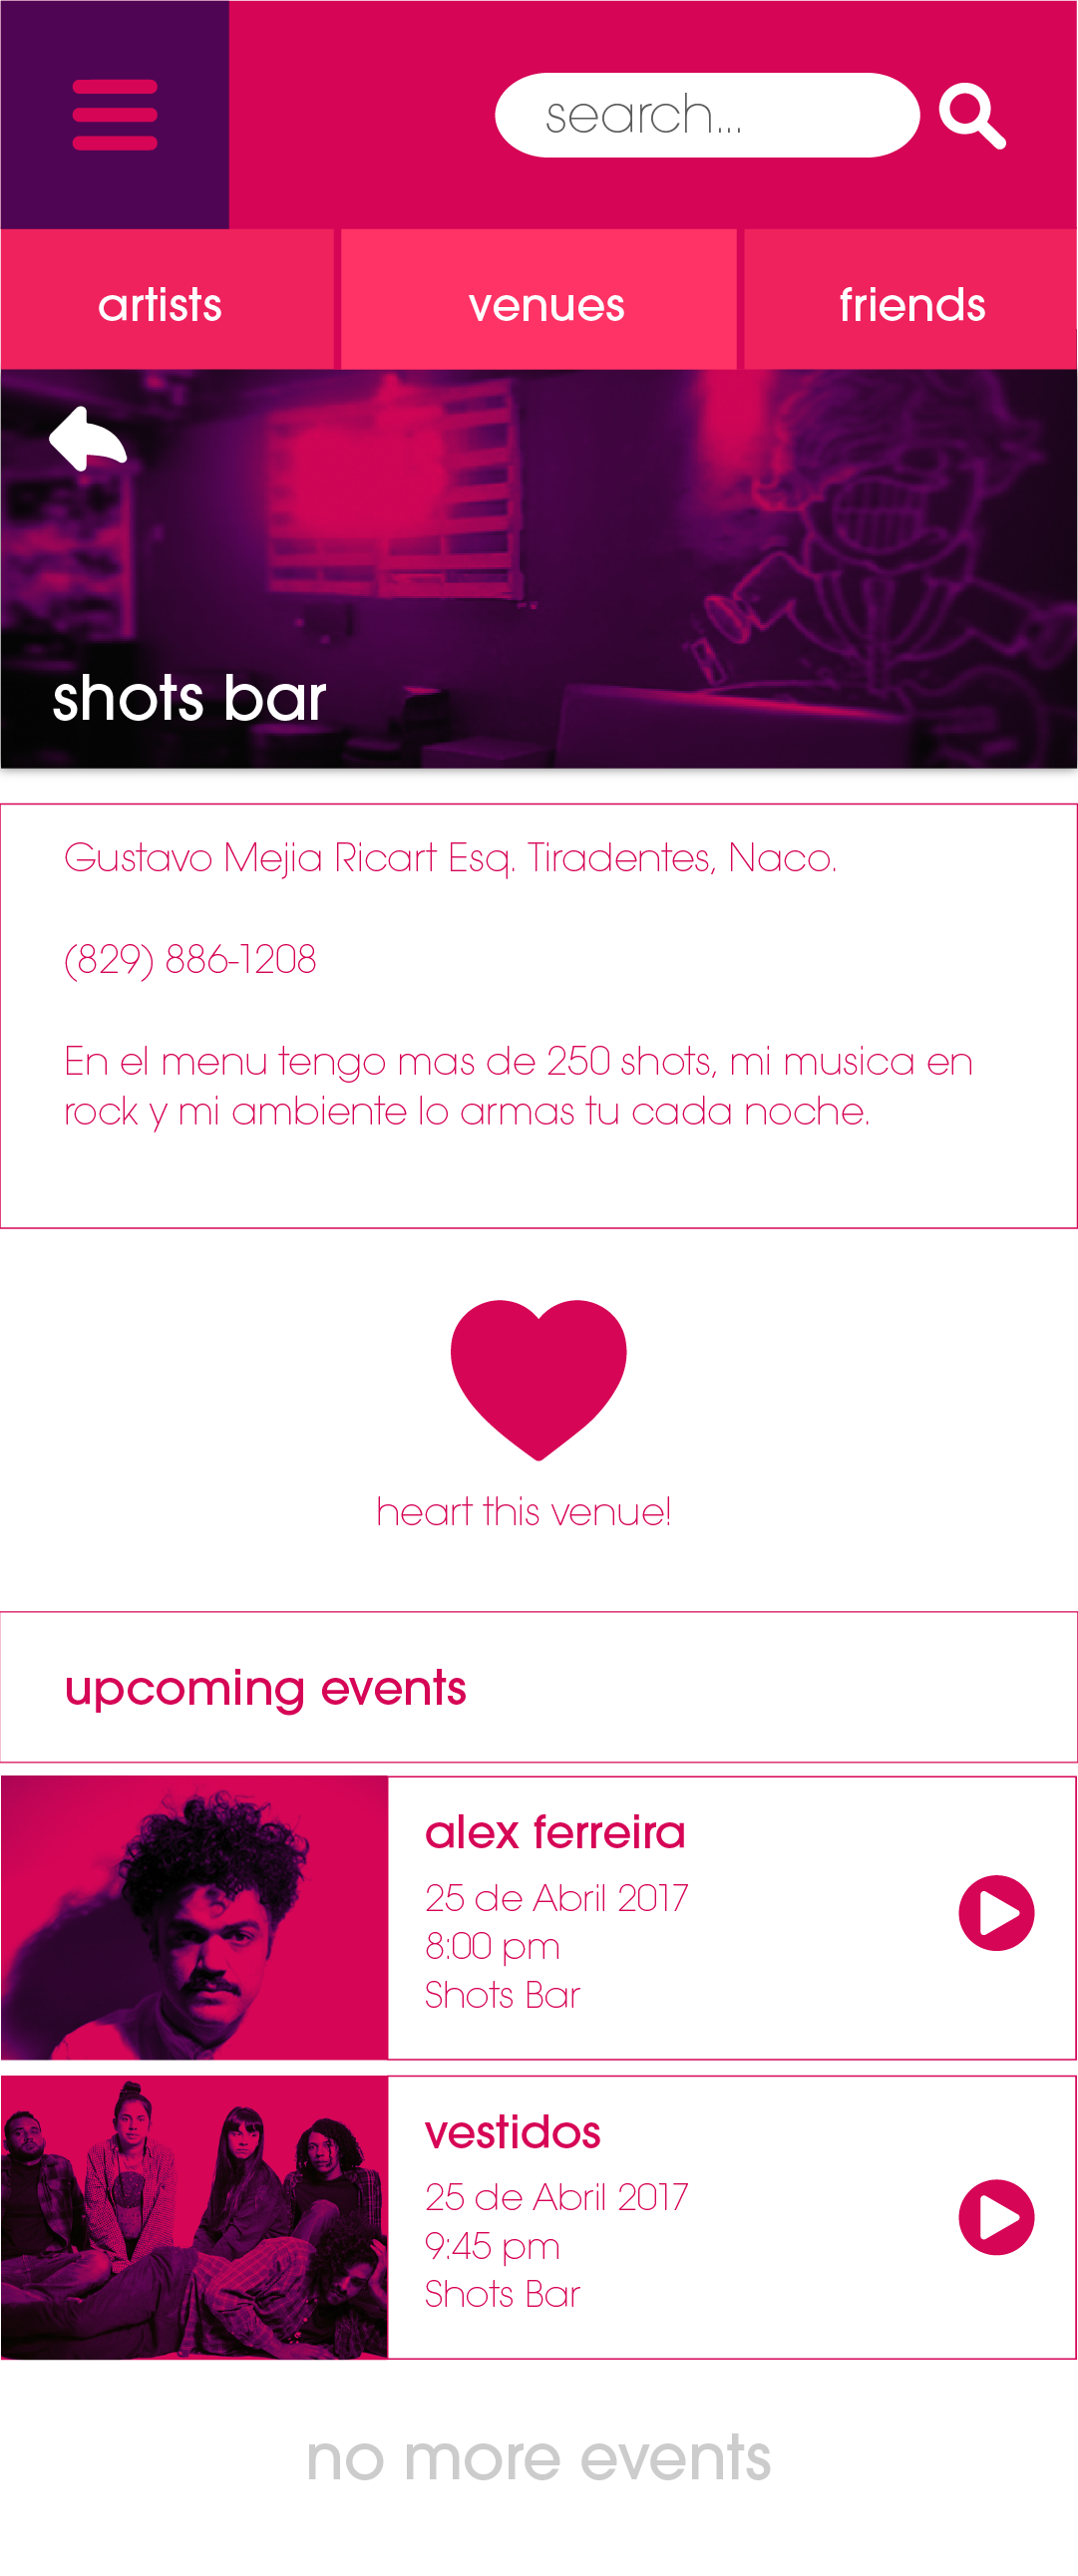 search...
artists
venues
friends
shots bar
Gustavo Mejia Ricart Esq. Tiradentes, Naco.
(829) 886-1208
En el menu tengo mas de 250 shots, mi musica en
rock y mi ambiente lo armas tu cada noche.
heart this venue!
upcoming events
alex ferreira
25 de Abril 2017
8:00 pm
Shots Bar
vestidos
25 de Abril 2017
9:45 pm
Shots Bar
no more events